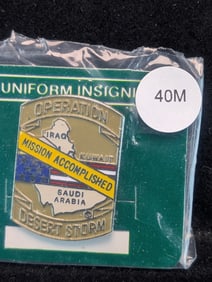 UNIFORM INSIGNI
40M
OPERATION
IRAQ
KUWAIT
MISSION ACCOMPLISHED
SAUDI
ARABIA
DESERT STORM